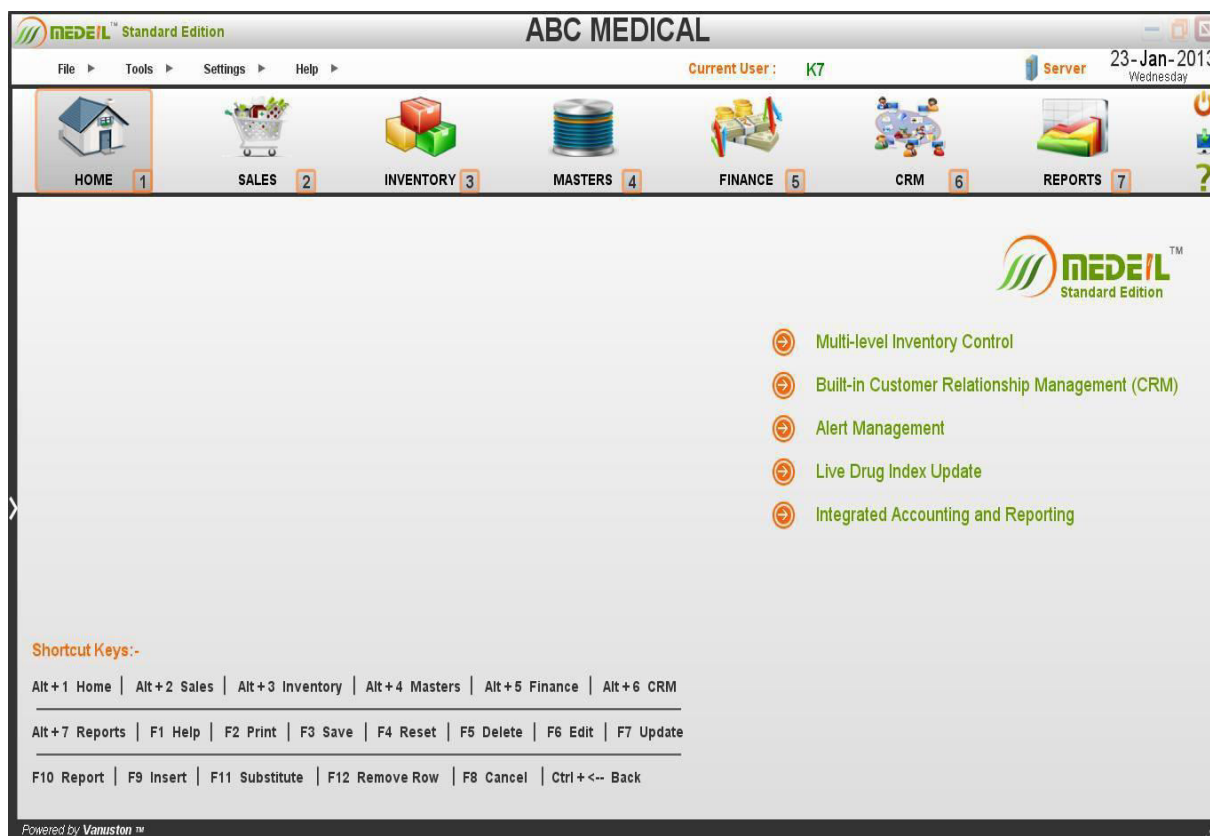 MEDEIL™ Standard Edition ABC MEDICAL
File Tools Settings Help Current User : K7 Server 23-Jan-2013
Wednesday
HOME 1 SALES 2 INVENTORY 3 MASTERS 4 FINANCE 5 CRM 6 REPORTS 7 ?
MEDEIL™
Standard Edition
Multi-level Inventory Control
Built-in Customer Relationship Management (CRM)
Alert Management
Live Drug Index Update
Integrated Accounting and Reporting
Shortcut Keys:-
Alt+1 Home | Alt+2 Sales | Alt+3 Inventory | Alt+4 Masters | Alt+5 Finance | Alt+6 CRM
Alt+7 Reports | F1 Help | F2 Print | F3 Save | F4 Reset | F5 Delete | F6 Edit | F7 Update
F10 Report | F9 Insert | F11 Substitute | F12 Remove Row | F8 Cancel | Ctrl+<-- Back
Powered by Vanuston TM